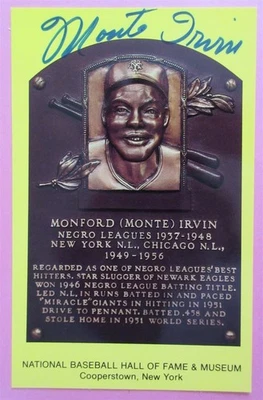 Monte Irvin
MONFORD (MONTE) IRVIN
NEGRO LEAGUES 1937-1948
NEW YORK N.L., CHICAGO N.L.,
1949-1956
REGARDED AS ONE OF NEGRO LEAGUES' BEST
HITTERS. STAR SLUGGER OF NEWARK EAGLES
WON 1946 NEGRO LEAGUE BATTING TITLE.
LED N.L. IN RUNS BATTED IN AND PACED
"MIRACLE" GIANTS IN HITTING IN 1951
DRIVE TO PENNANT. BATTED .458 AND
STOLE HOME IN 1951 WORLD SERIES.
NATIONAL BASEBALL HALL OF FAME & MUSEUM
Cooperstown, New York